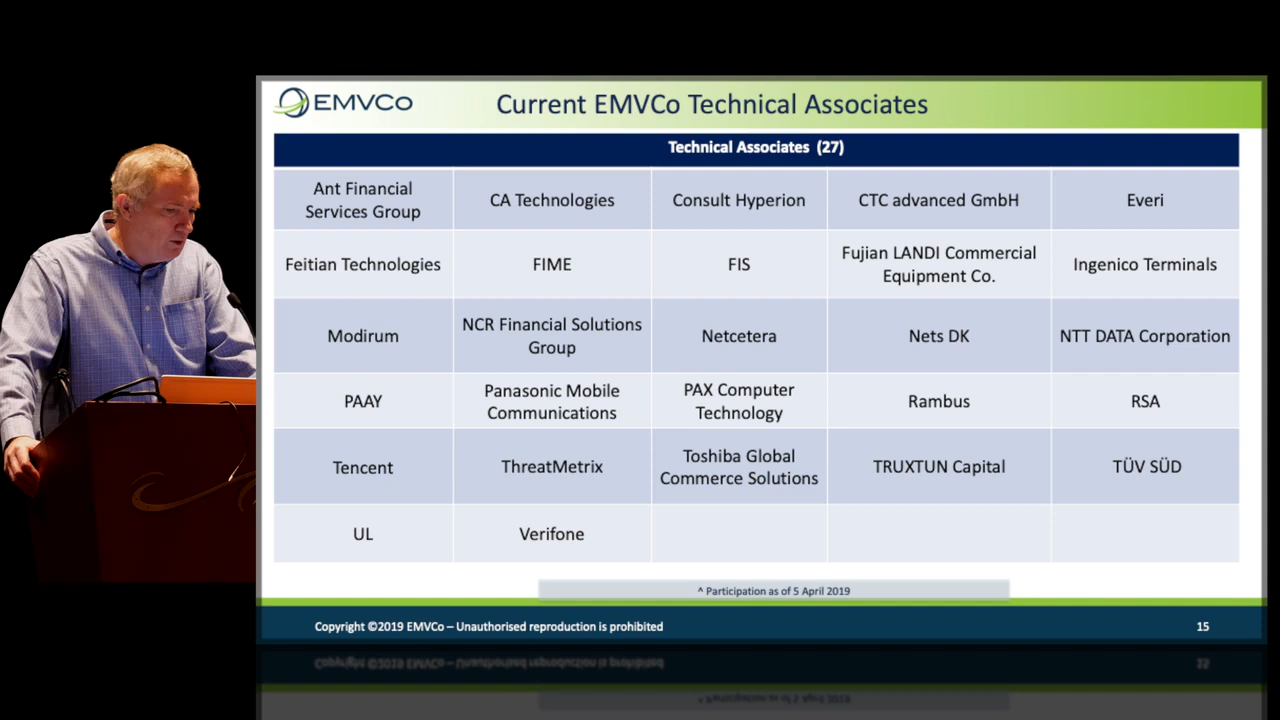 EMVCo
Current EMVCo Technical Associates
Technical Associates (27)
Ant Financial
Services Group
CA Technologies
Consult Hyperion
CTC advanced GmbH
Everi
Feitian Technologies
FIME
FIS
Fujian LANDI Commercial
Equipment Co.
Ingenico Terminals
Modirum
NCR Financial Solutions
Group
Netcetera
Nets DK
NTT DATA Corporation
PAAY
Panasonic Mobile
Communications
PAX Computer
Technology
Rambus
RSA
Tencent
ThreatMetrix
Toshiba Global
Commerce Solutions
TRUXTUN Capital
TÜV SÜD
UL
Verifone
^ Participation as of 5 April 2019
Copyright ©2019 EMVCo – Unauthorised reproduction is prohibited
15